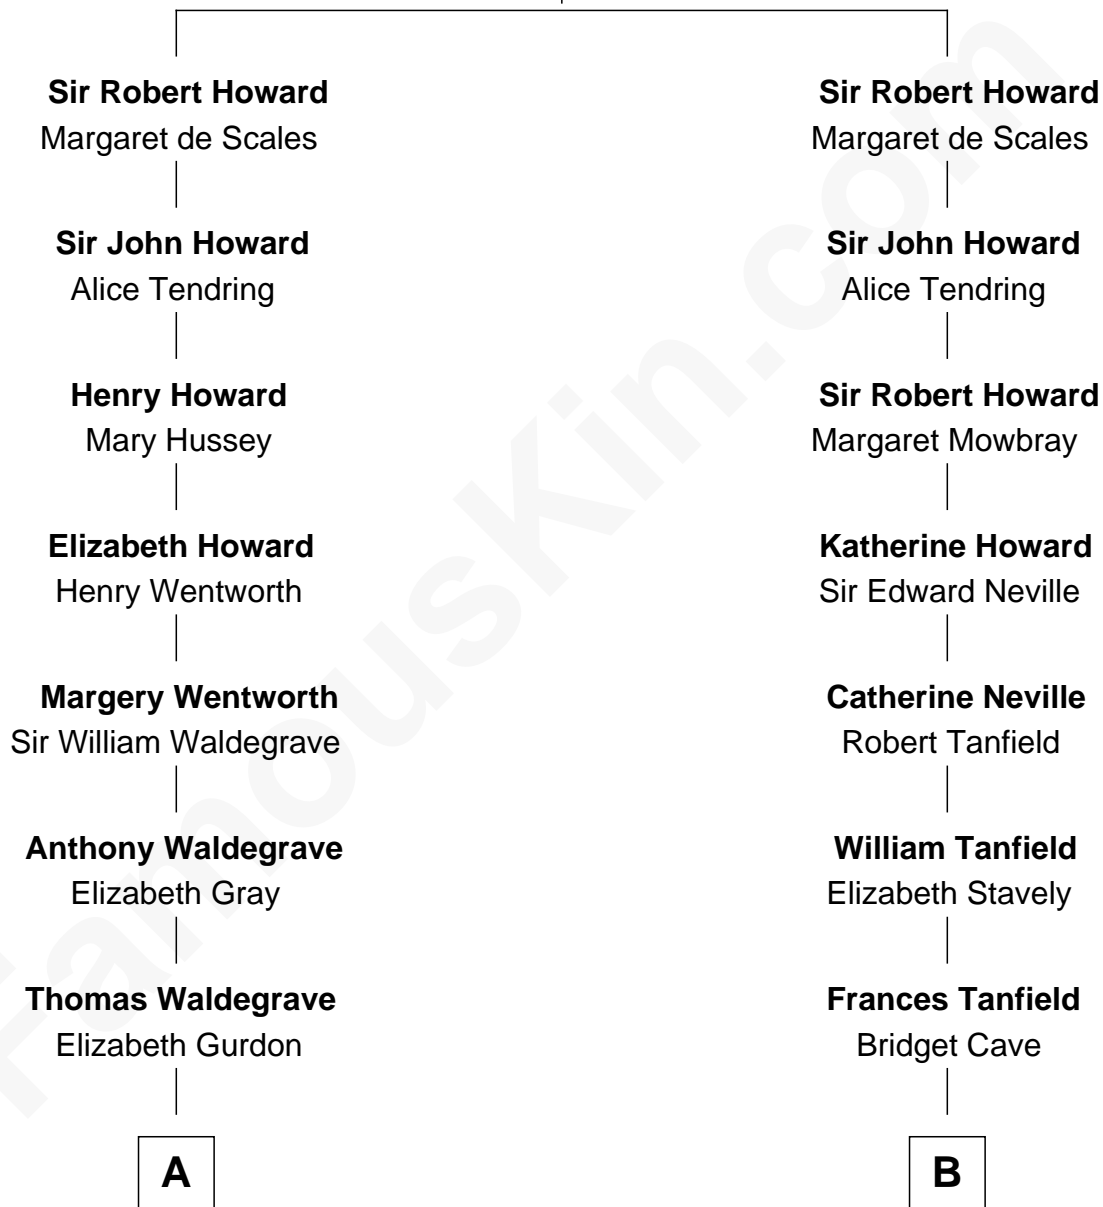 Sir Robert Howard
Margaret de Scales
Sir John Howard
Alice Tendring
Henry Howard
Mary Hussey
Elizabeth Howard
Henry Wentworth
Margery Wentworth
Sir William Waldegrave
Anthony Waldegrave
Elizabeth Gray
Thomas Waldegrave
Elizabeth Gurdon
A
Sir Robert Howard
Margaret de Scales
Sir John Howard
Alice Tendring
Sir Robert Howard
Margaret Mowbray
Katherine Howard
Sir Edward Neville
Catherine Neville
Robert Tanfield
William Tanfield
Elizabeth Stavely
Frances Tanfield
Bridget Cave
B
FamousKin.com